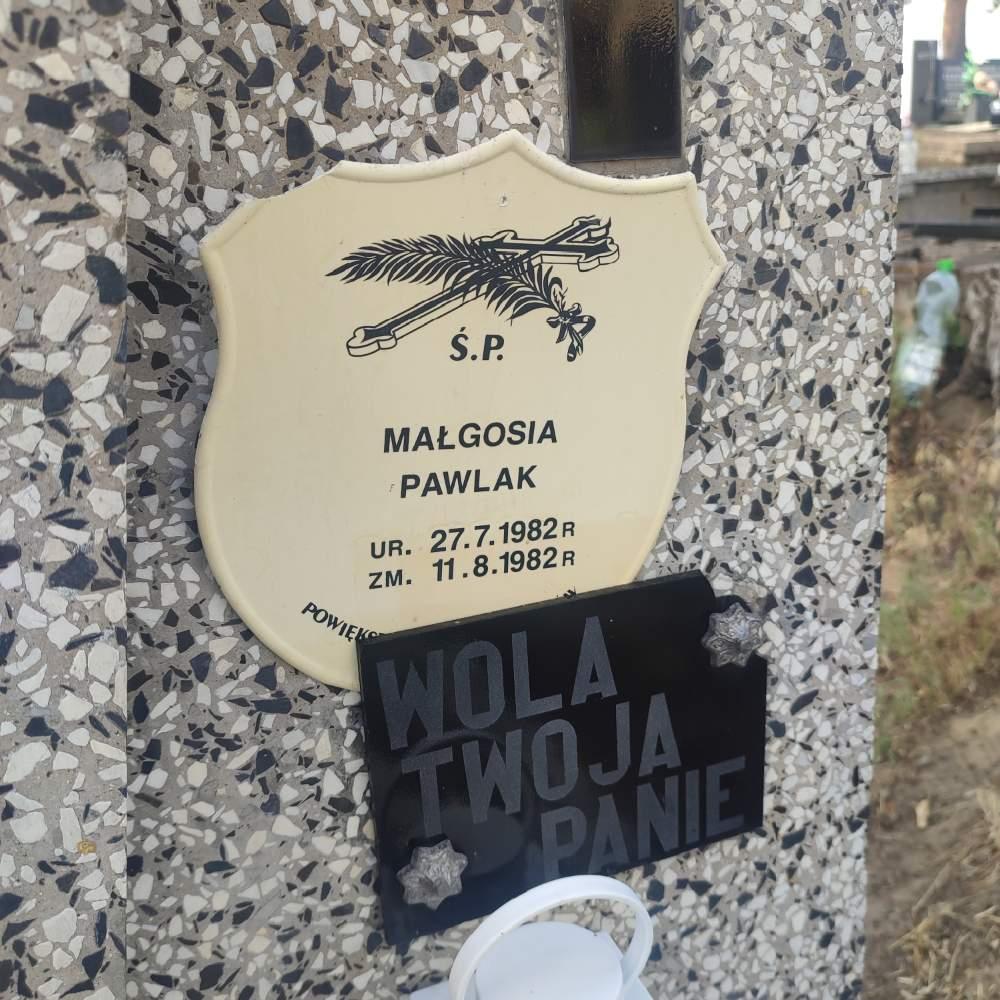 Ś.P.
MAŁGOSIA
PAWLAK
UR. 27.7.1982 R
ZM. 11.8.1982 R
WOLA
TWOJA
PANIE